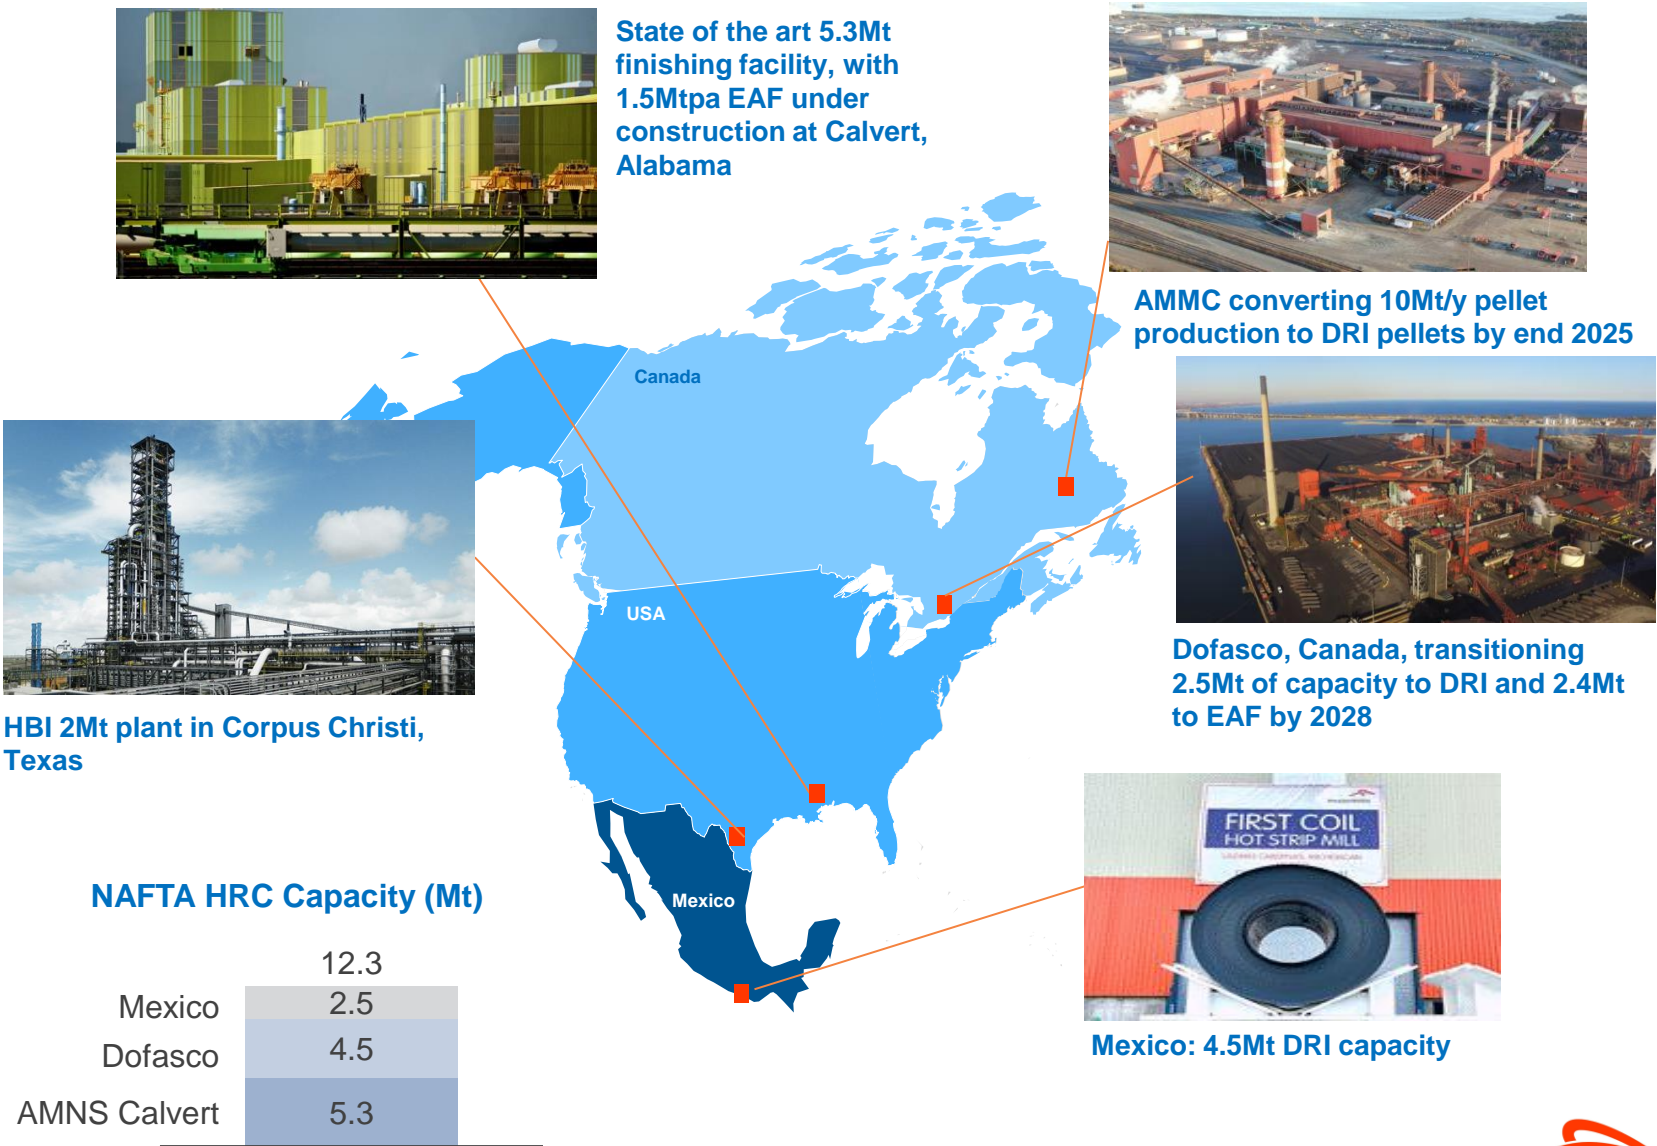 State of the art 5.3Mt
finishing facility, with
1.5Mtpa EAF under
construction at Calvert,
Alabama
AMMC converting 10Mt/y pellet
production to DRI pellets by end 2025
Canada
USA
Mexico
HBI 2Mt plant in Corpus Christi,
Texas
Dofasco, Canada, transitioning
2.5Mt of capacity to DRI and 2.4Mt
to EAF by 2028
FIRST COIL
HOT STRIP MILL
Mexico: 4.5Mt DRI capacity
NAFTA HRC Capacity (Mt)
12.3
Mexico 2.5
Dofasco 4.5
AMNS Calvert 5.3